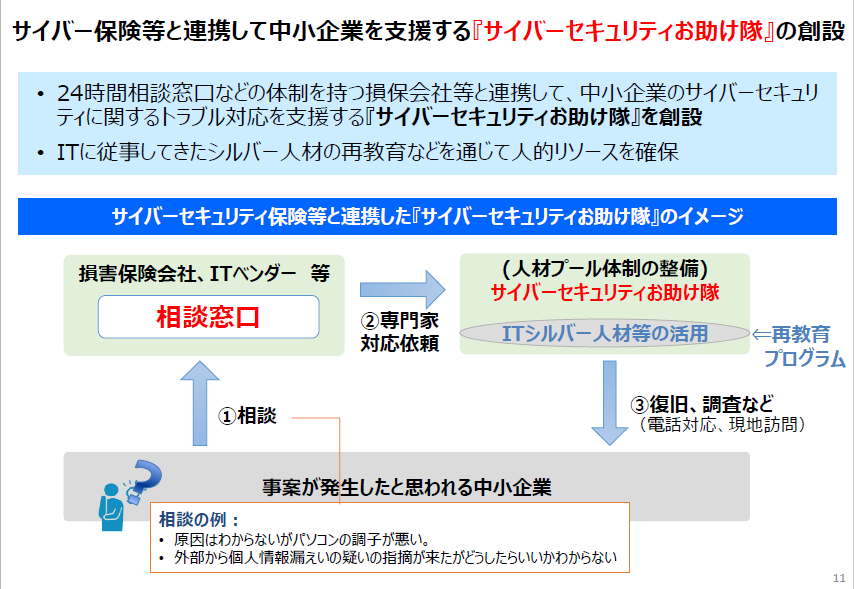 サイバー保険等と連携して中小企業を支援する『サイバーセキュリティお助け隊』の創設
• 24時間相談窓口などの体制を持つ損保会社等と連携して、中小企業のサイバーセキュリ
ティに関するトラブル対応を支援する『サイバーセキュリティお助け隊』を創設
• ITに従事してきたシルバー人材の再教育などを通じて人的リソースを確保
サイバーセキュリティ保険等と連携した『サイバーセキュリティお助け隊』のイメージ
損害保険会社、ITベンダー 等
相談窓口
②専門家
対応依頼
(人材プール体制の整備)
サイバーセキュリティお助け隊
ITシルバー人材等の活用
⇐再教育
プログラム
①相談
③復旧、調査など
（電話対応、現地訪問）
事案が発生したと思われる中小企業
相談の例：
• 原因はわからないがパソコンの調子が悪い。
• 外部から個人情報漏えいの疑いの指摘が来たがどうしたらいいかわからない
11